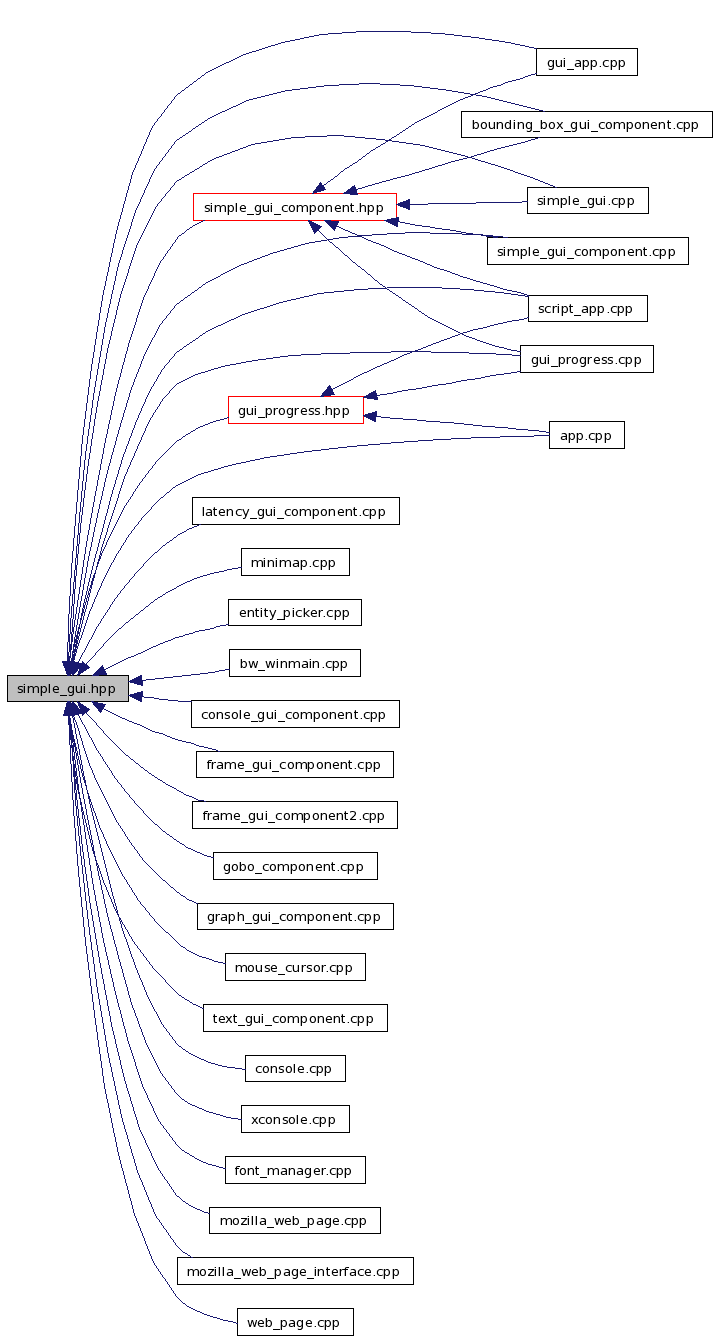 gui_app.cpp
bounding_box_gui_component.cpp
simple_gui.cpp
simple_gui_component.hpp
simple_gui_component.cpp
script_app.cpp
gui_progress.cpp
gui_progress.hpp
app.cpp
latency_gui_component.cpp
minimap.cpp
entity_picker.cpp
bw_winmain.cpp
simple_gui.hpp
console_gui_component.cpp
frame_gui_component.cpp
frame_gui_component2.cpp
gobo_component.cpp
graph_gui_component.cpp
mouse_cursor.cpp
text_gui_component.cpp
console.cpp
xconsole.cpp
font_manager.cpp
mozilla_web_page.cpp
mozilla_web_page_interface.cpp
web_page.cpp